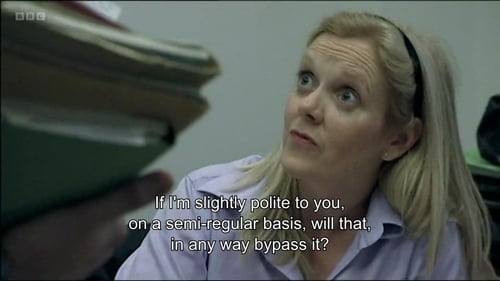 BBC
If I'm slightly polite to you,
on a semi-regular basis, will that,
in any way bypass it?